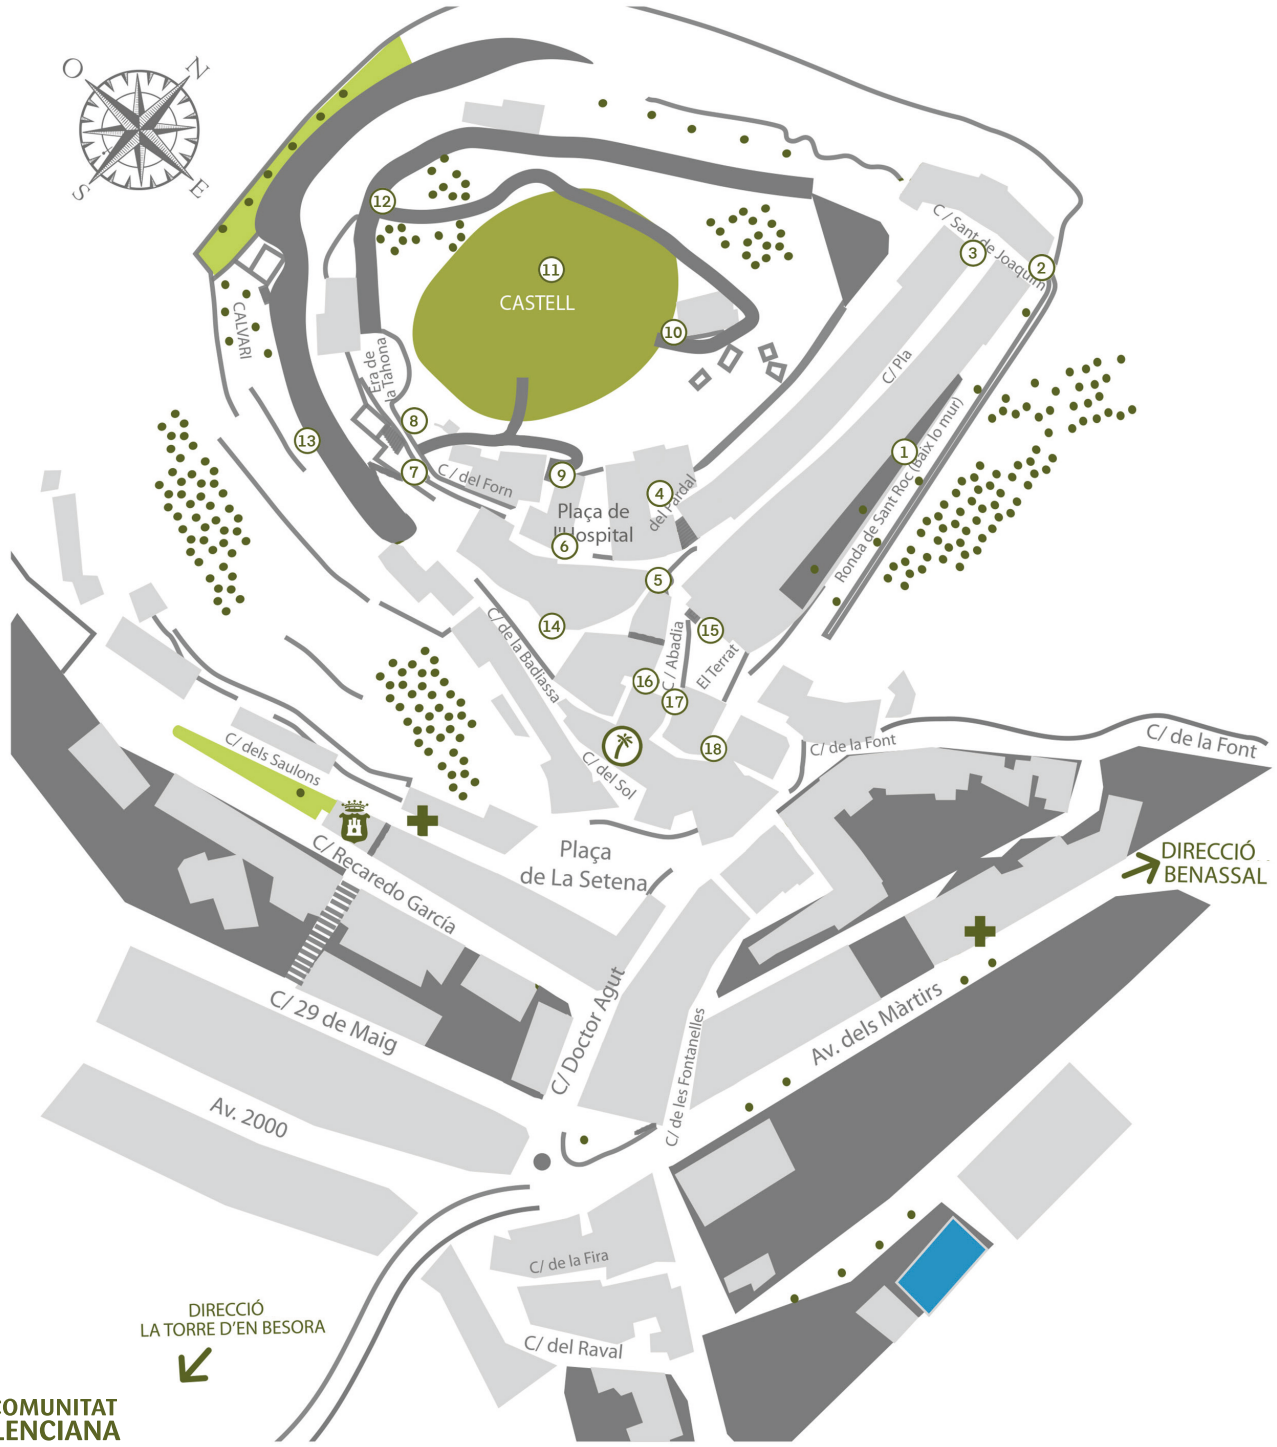 O
N
S
E
12
11
CASTELL
10
C/ Sant de Joaquim
3
2
CALVARI
Era de
la Tahona
C/ Pla
8
13
7
C/ del Forn
9
4
del Pardal
1
Ronda de Sant Roc (baix lo mur)
Plaça de
l'Hospital
6
5
14
15
C/ Abadia
El Terrat
C/ de la Badiassa
16
17
18
C/ de la Font
C/ de la Font
C/ dels Saulons
C/ del Sol
C/ Recaredo García
Plaça
de La Setena
DIRECCIÓ
BENASSAL
C/ 29 de Maig
C/ Doctor Agut
C/ de les Fontanelles
Av. dels Màrtirs
Av. 2000
C/ de la Fira
C/ del Raval
DIRECCIÓ
LA TORRE D'EN BESORA
COMUNITAT
LENCIANA